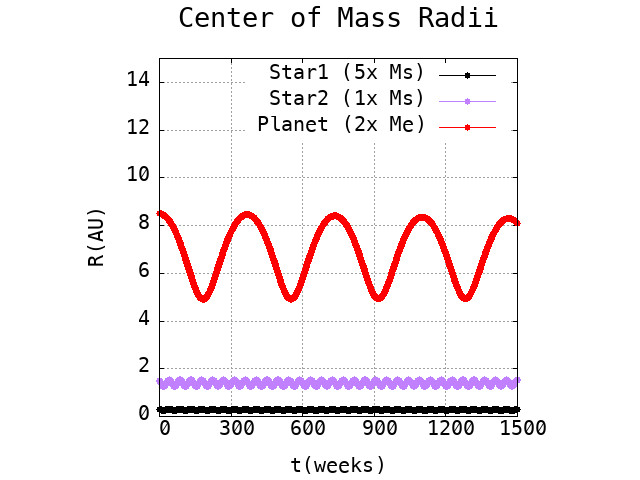 Center of Mass Radii
Star1 (5x Ms)
Star2 (1x Ms)
Planet (2x Me)
14
12
10
8
6
4
2
0
R(AU)
0 300 600 900 1200 1500
t(weeks)